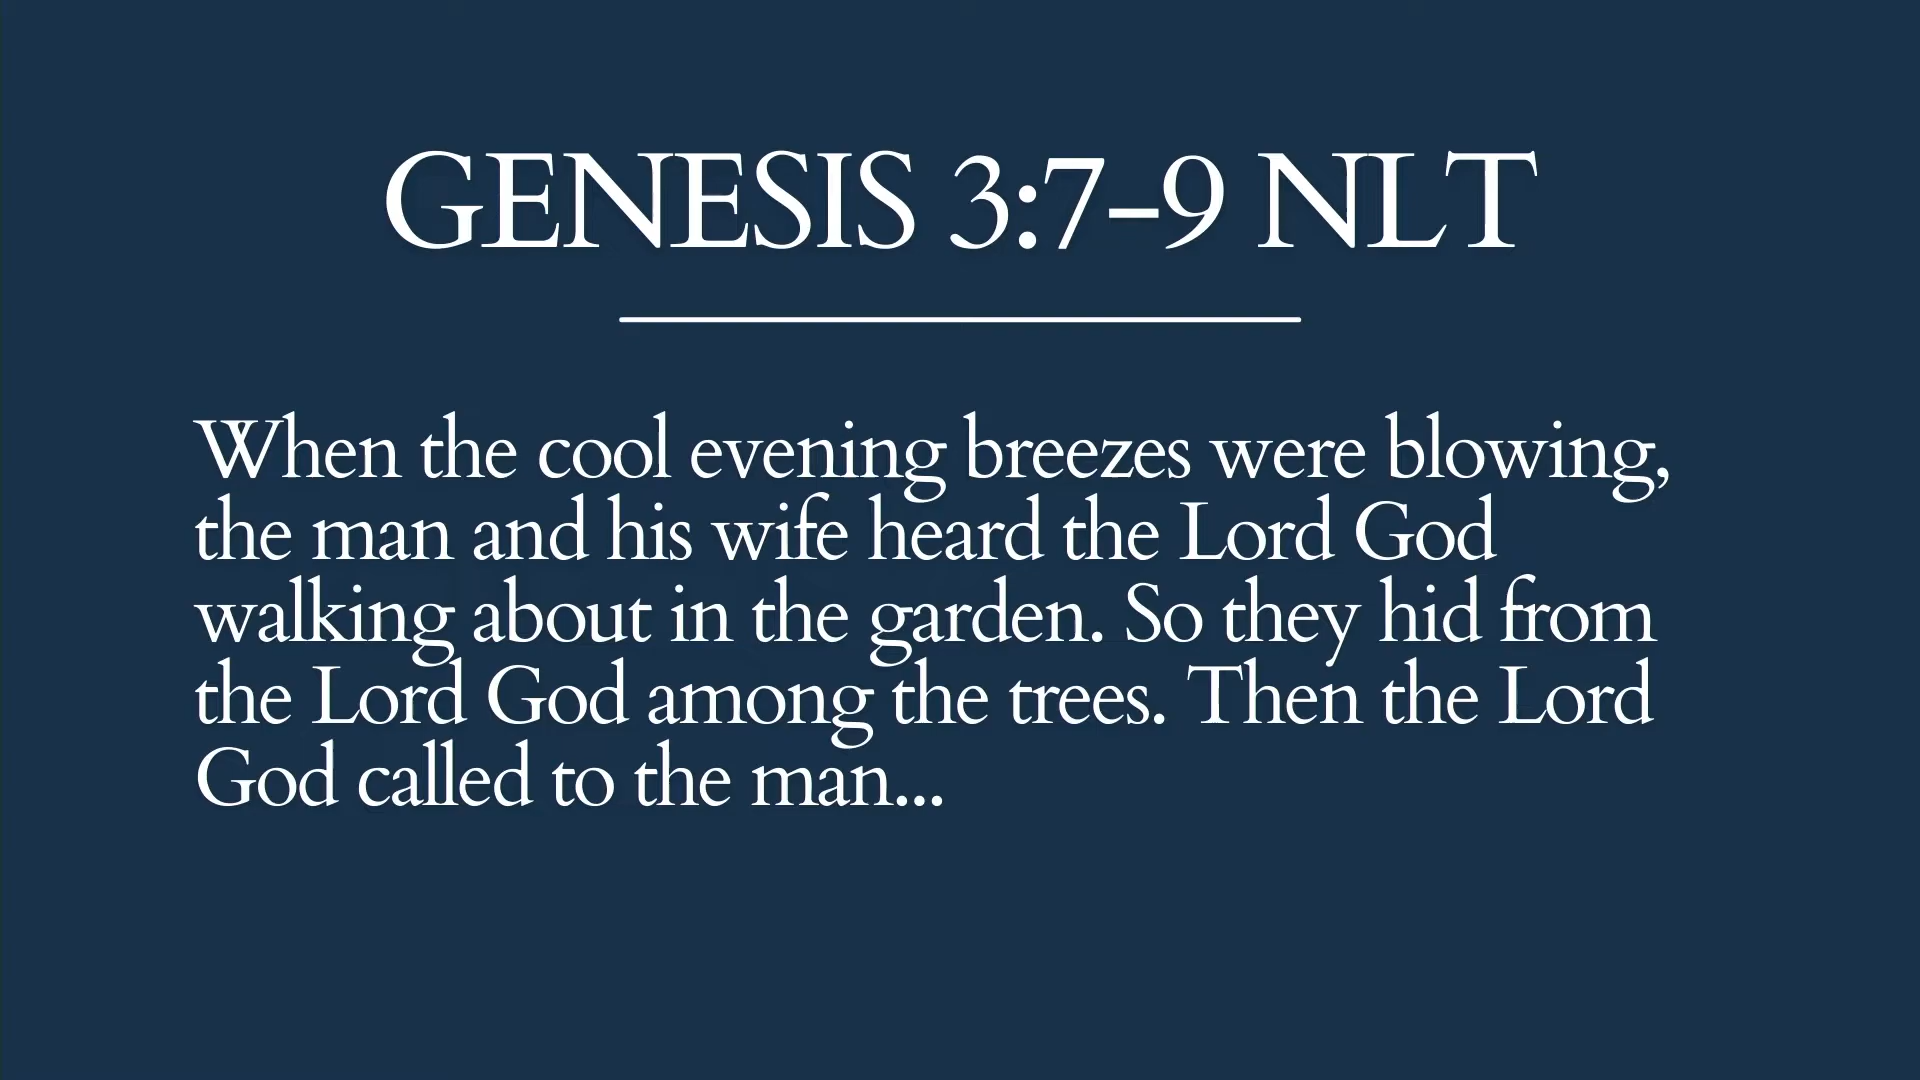 GENESIS 3:7–9 NLT
When the cool evening breezes were blowing,
the man and his wife heard the Lord God
walking about in the garden. So they hid from
the Lord God among the trees. Then the Lord
God called to the man...